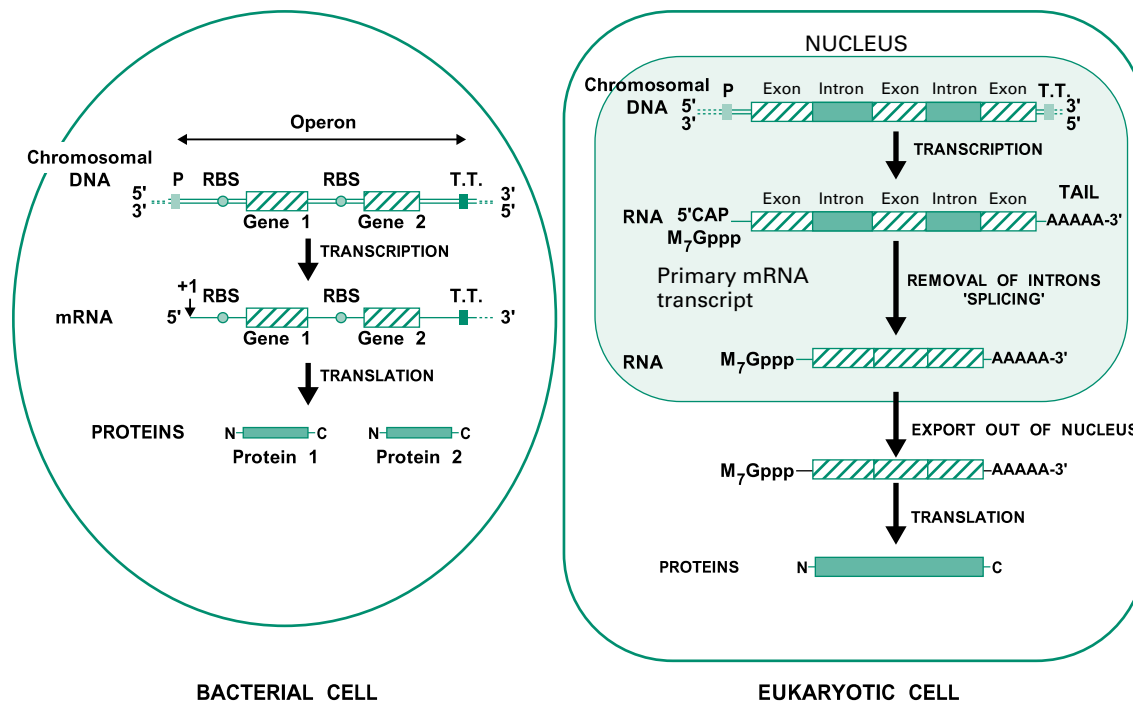 Operon
Chromosomal
DNA
P RBS RBS T.T.
5' 3'
3' 5'
Gene 1 Gene 2
TRANSCRIPTION
+1 RBS RBS T.T.
mRNA 5' 3'
Gene 1 Gene 2
TRANSLATION
PROTEINS N C N C
Protein 1 Protein 2
BACTERIAL CELL
NUCLEUS
Chromosomal
DNA
P Exon Intron Exon Intron Exon T.T.
5' 3'
3' 5'
TRANSCRIPTION
Exon Intron Exon Intron Exon TAIL
RNA 5'CAP AAAAA-3'
M7Gppp
Primary mRNA
transcript
REMOVAL OF INTRONS
'SPLICING'
RNA M7Gppp AAAAA-3'
EXPORT OUT OF NUCLEUS
M7Gppp AAAAA-3'
TRANSLATION
PROTEINS N C
EUKARYOTIC CELL